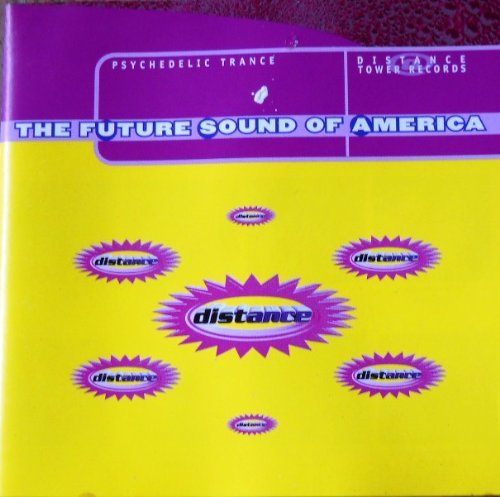 PSYCHEDELIC TRANCE
DISTANCE
TOWER RECORDS
THE FUTURE SOUND OF AMERICA
distance
distance
distance
distance
distance
distance
distance